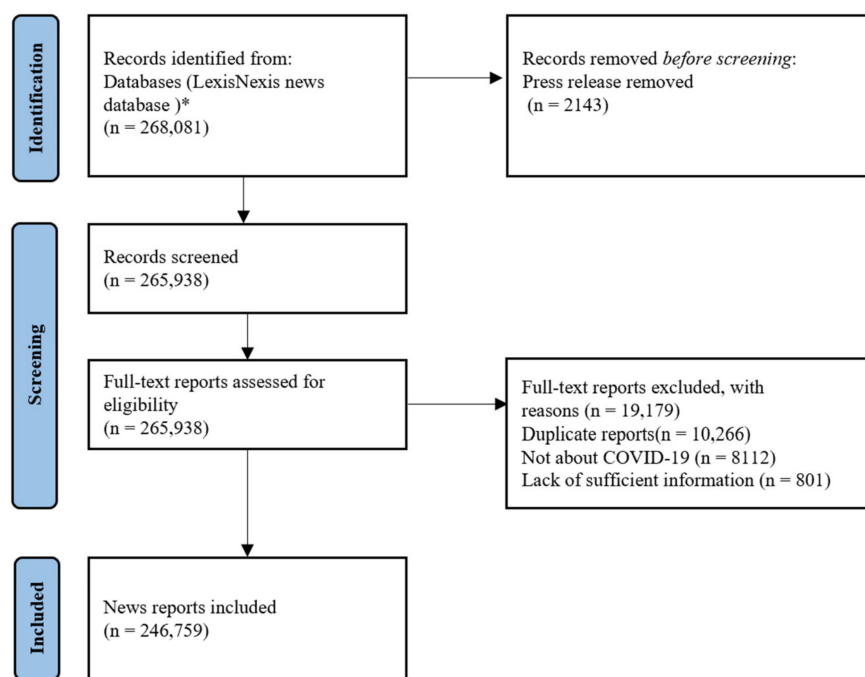 Identification
Records identified from:
Databases (LexisNexis news
database )*
(n = 268,081)
Records removed before screening:
Press release removed
(n = 2143)
Screening
Records screened
(n = 265,938)
Full-text reports assessed for
eligibility
(n = 265,938)
Full-text reports excluded, with
reasons (n = 19,179)
Duplicate reports(n = 10,266)
Not about COVID-19 (n = 8112)
Lack of sufficient information (n = 801)
Included
News reports included
(n = 246,759)